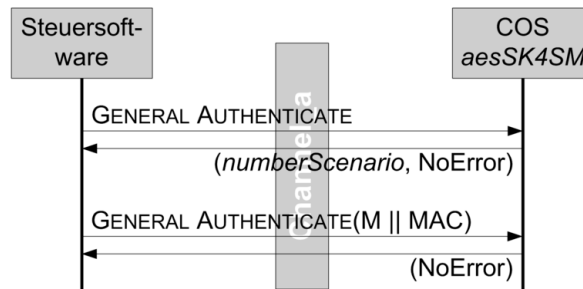 Steuersoft-
ware
COS
aesSK4SM
GENERAL AUTHENTICATE
(numberScenario, NoError)
GENERAL AUTHENTICATE(M || MAC)
(NoError)